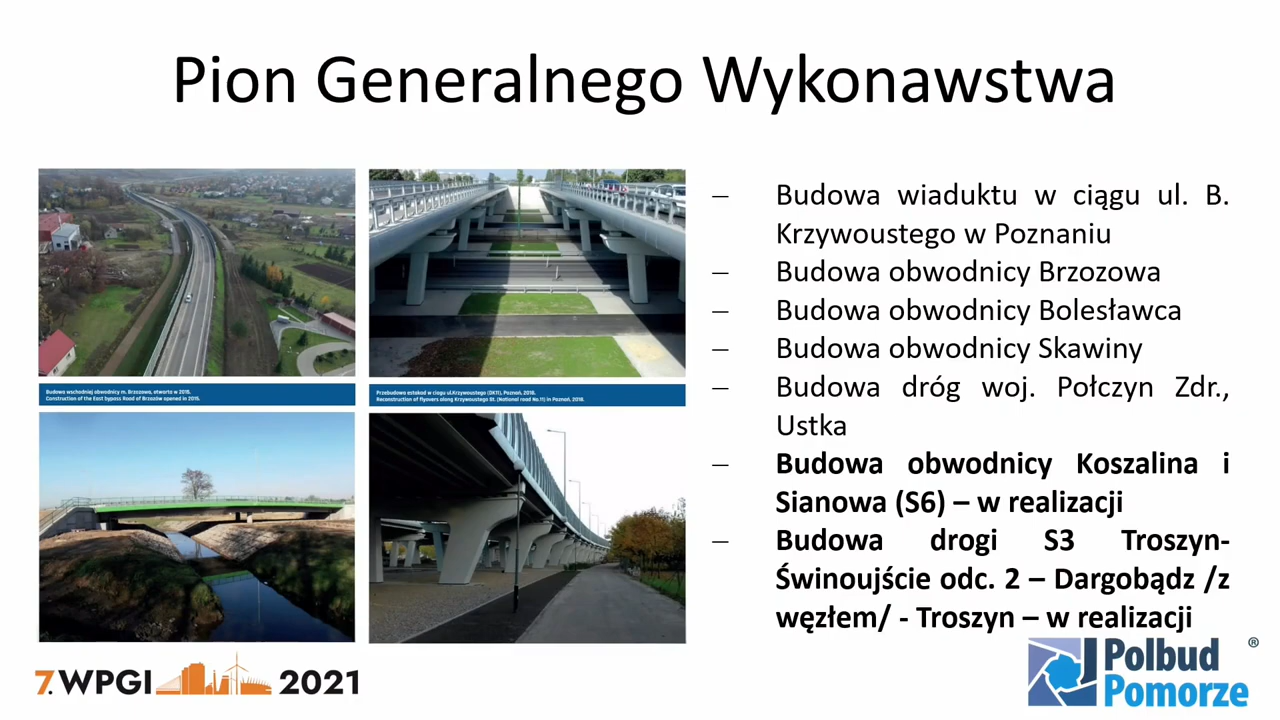 Pion Generalnego Wykonawstwa
Budowa wschodniej obwodnicy m. Brzozowa, otwarta w 2015.
Construction of the East bypass Road of Brzozów opened in 2015.
Przebudowa estakad w ciągu ul.Krzywoustego (DK11), Poznań, 2018.
Reconstruction of flyovers along Krzywoustego St. (National road No.11) in Poznań, 2018.
– Budowa wiaduktu w ciągu ul. B.
Krzywoustego w Poznaniu
– Budowa obwodnicy Brzozowa
– Budowa obwodnicy Bolesławca
– Budowa obwodnicy Skawiny
– Budowa dróg woj. Połczyn Zdr.,
Ustka
– Budowa obwodnicy Koszalina i
Sianowa (S6) – w realizacji
– Budowa drogi S3 Troszyn-
Świnoujście odc. 2 – Dargobądz /z
węzłem/ - Troszyn – w realizacji
7. WPGI 2021
Polbud ®
Pomorze